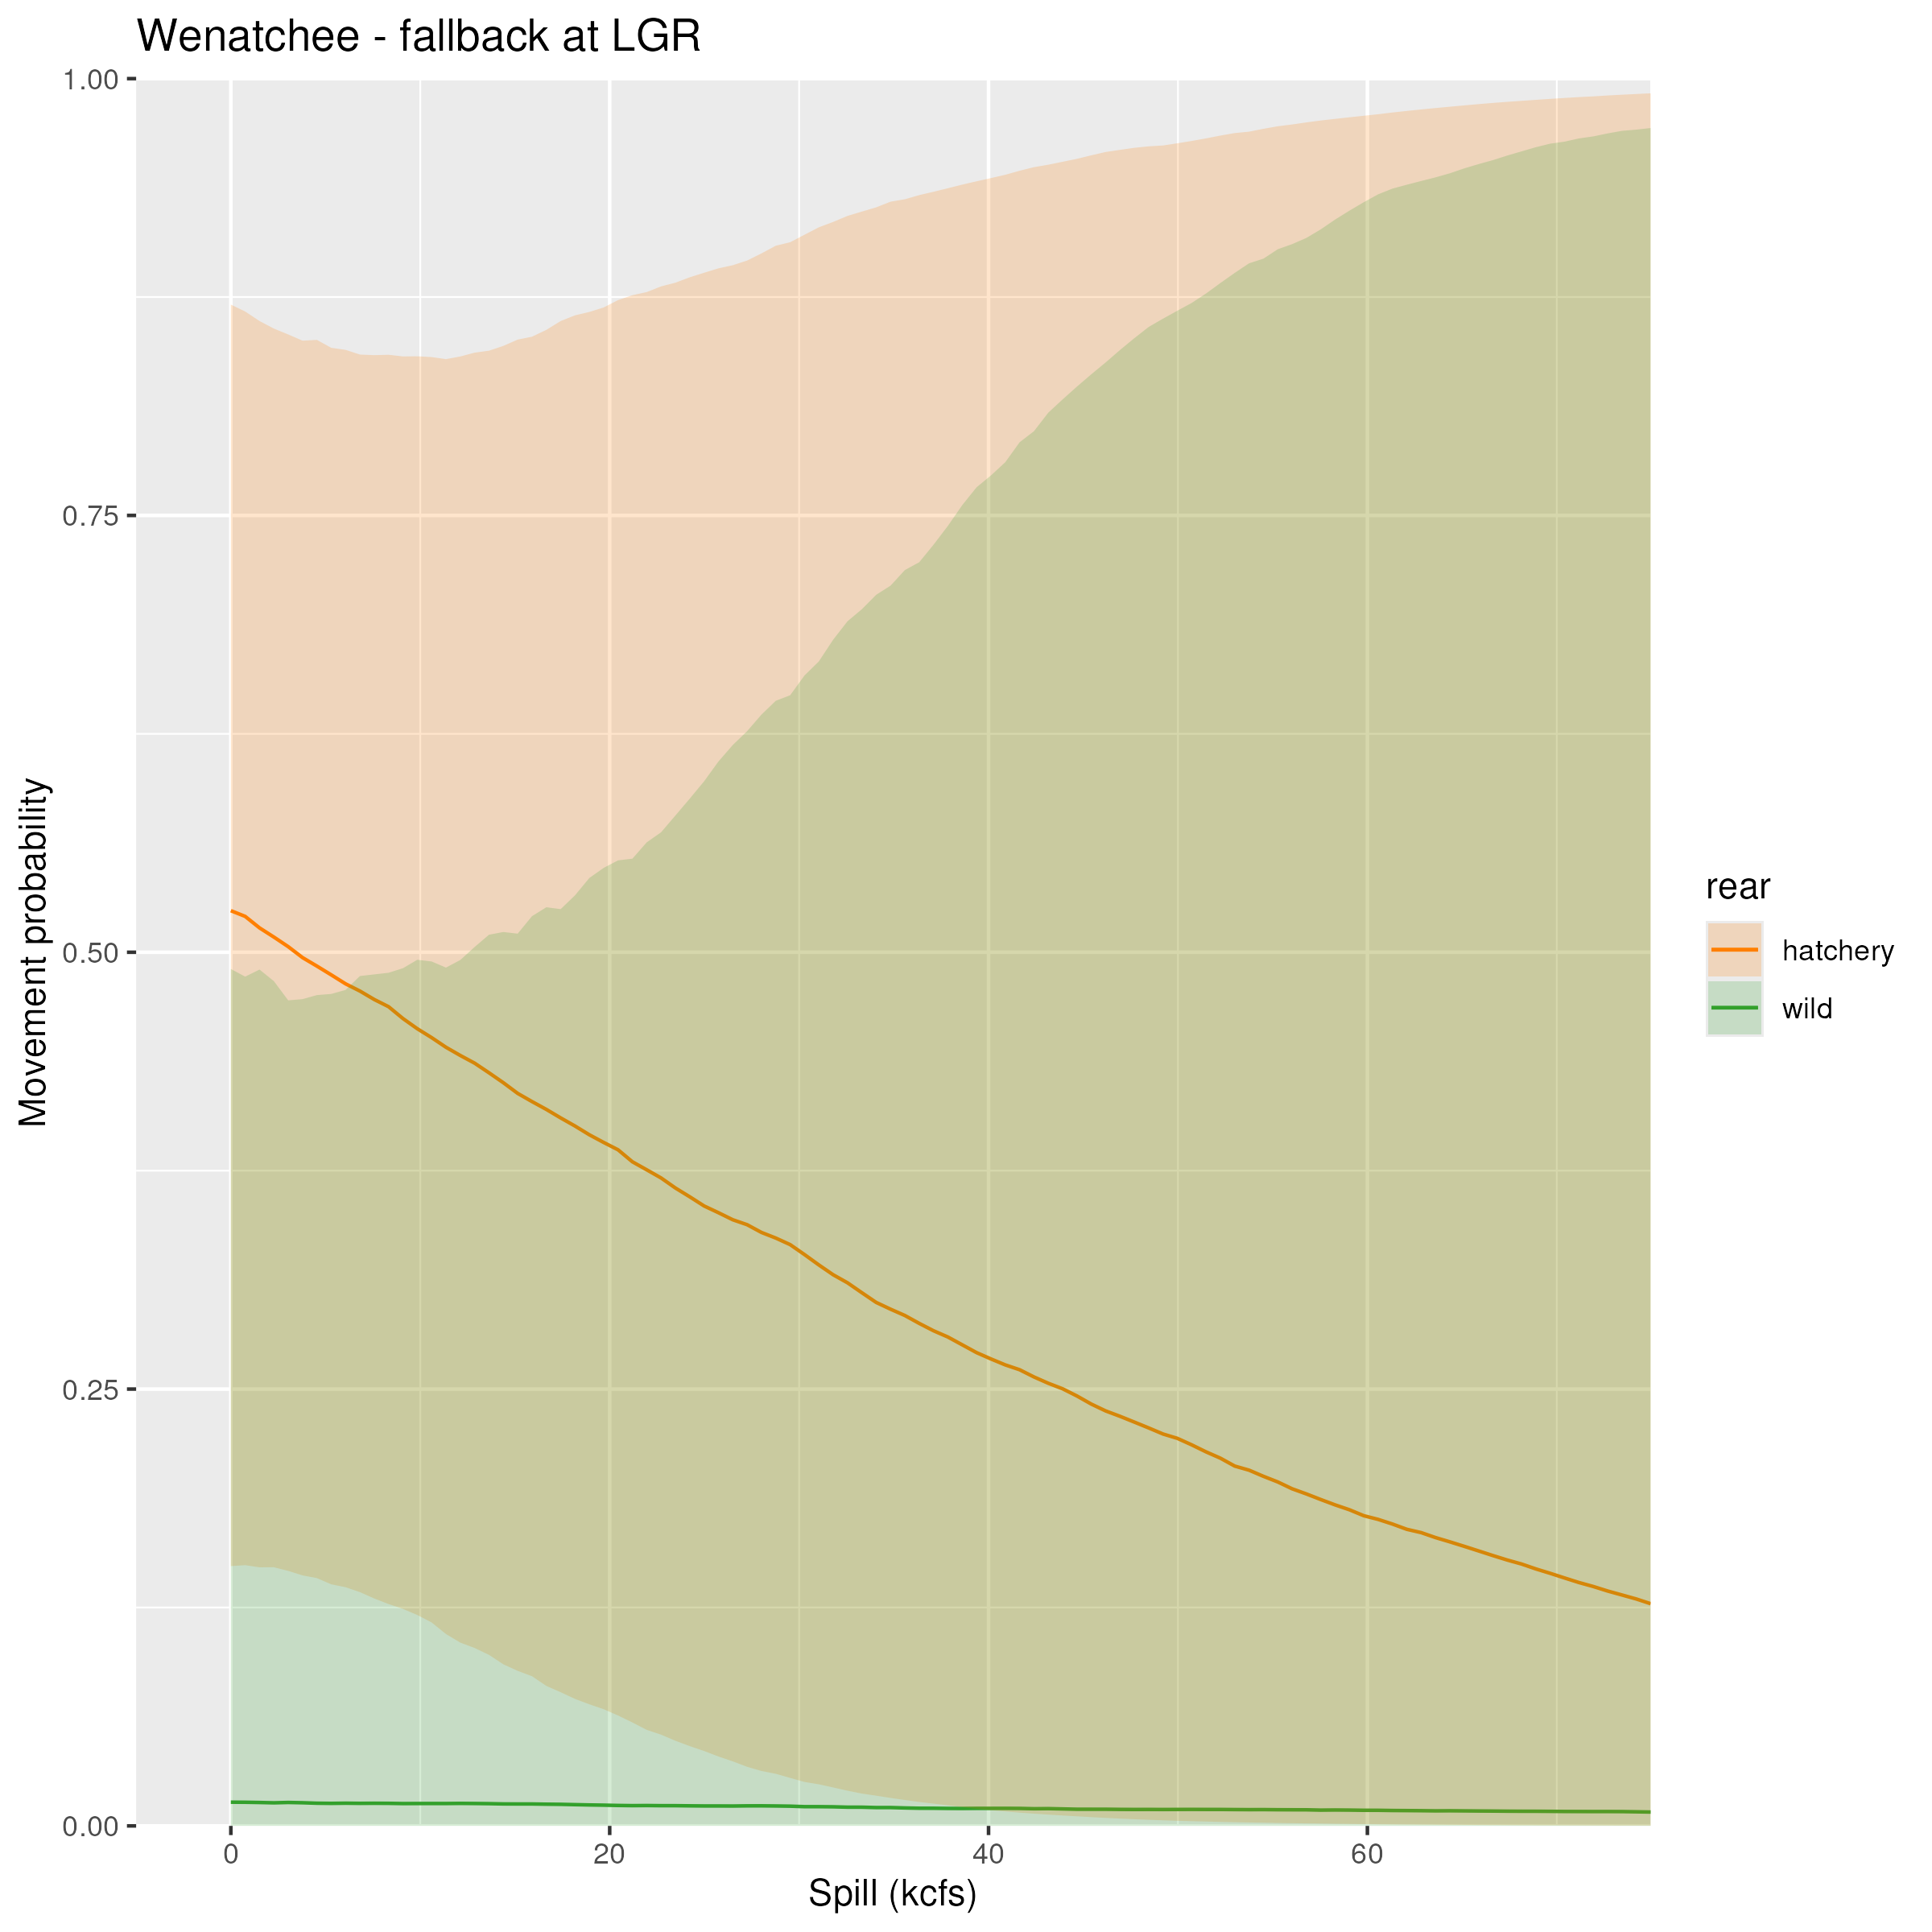 Wenatchee - fallback at LGR
1.00
0.75
0.50
0.25
0.00
Movement probability
0
20
40
60
Spill (kcfs)
rear
hatchery
wild